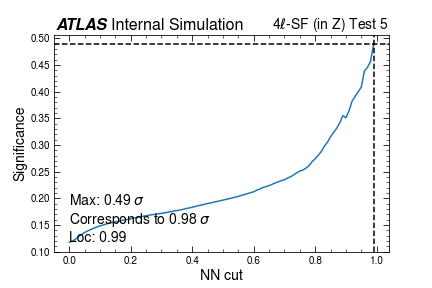 ATLAS Internal Simulation
4ℓ-SF (in Z) Test 5
Significance
0.50
0.45
0.40
0.35
0.30
0.25
0.20
0.15
0.10
Max: 0.49 σ
Corresponds to 0.98 σ
Loc: 0.99
0.0 0.2 0.4 0.6 0.8 1.0
NN cut